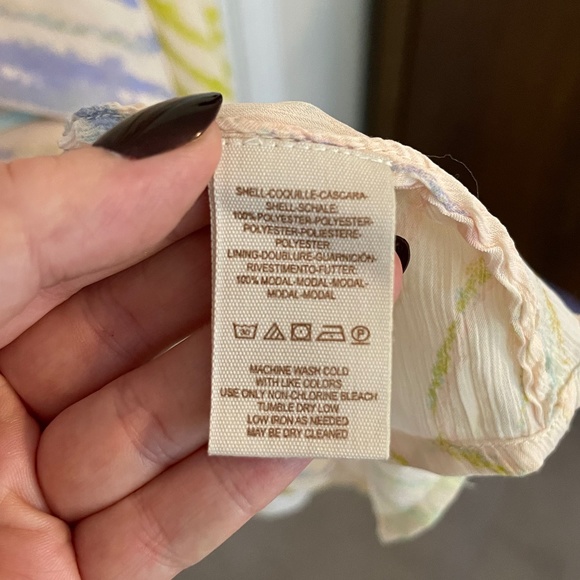 SHELL-COQUILLE-CÁSCARA-
SHELL-SCHALE:
100% POLYESTER-POLYESTER-
POLYESTER-POLIESTERE-
POLYESTER
LINING-DOUBLURE-GUARNICIÓN-
RIVESTIMENTO-FUTTER:
100% MODAL-MODAL-MODAL-
MODAL-MODAL
MACHINE WASH COLD
WITH LIKE COLORS
USE ONLY NON-CHLORINE BLEACH
TUMBLE DRY LOW
LOW IRON AS NEEDED
MAY BE DRY CLEANED